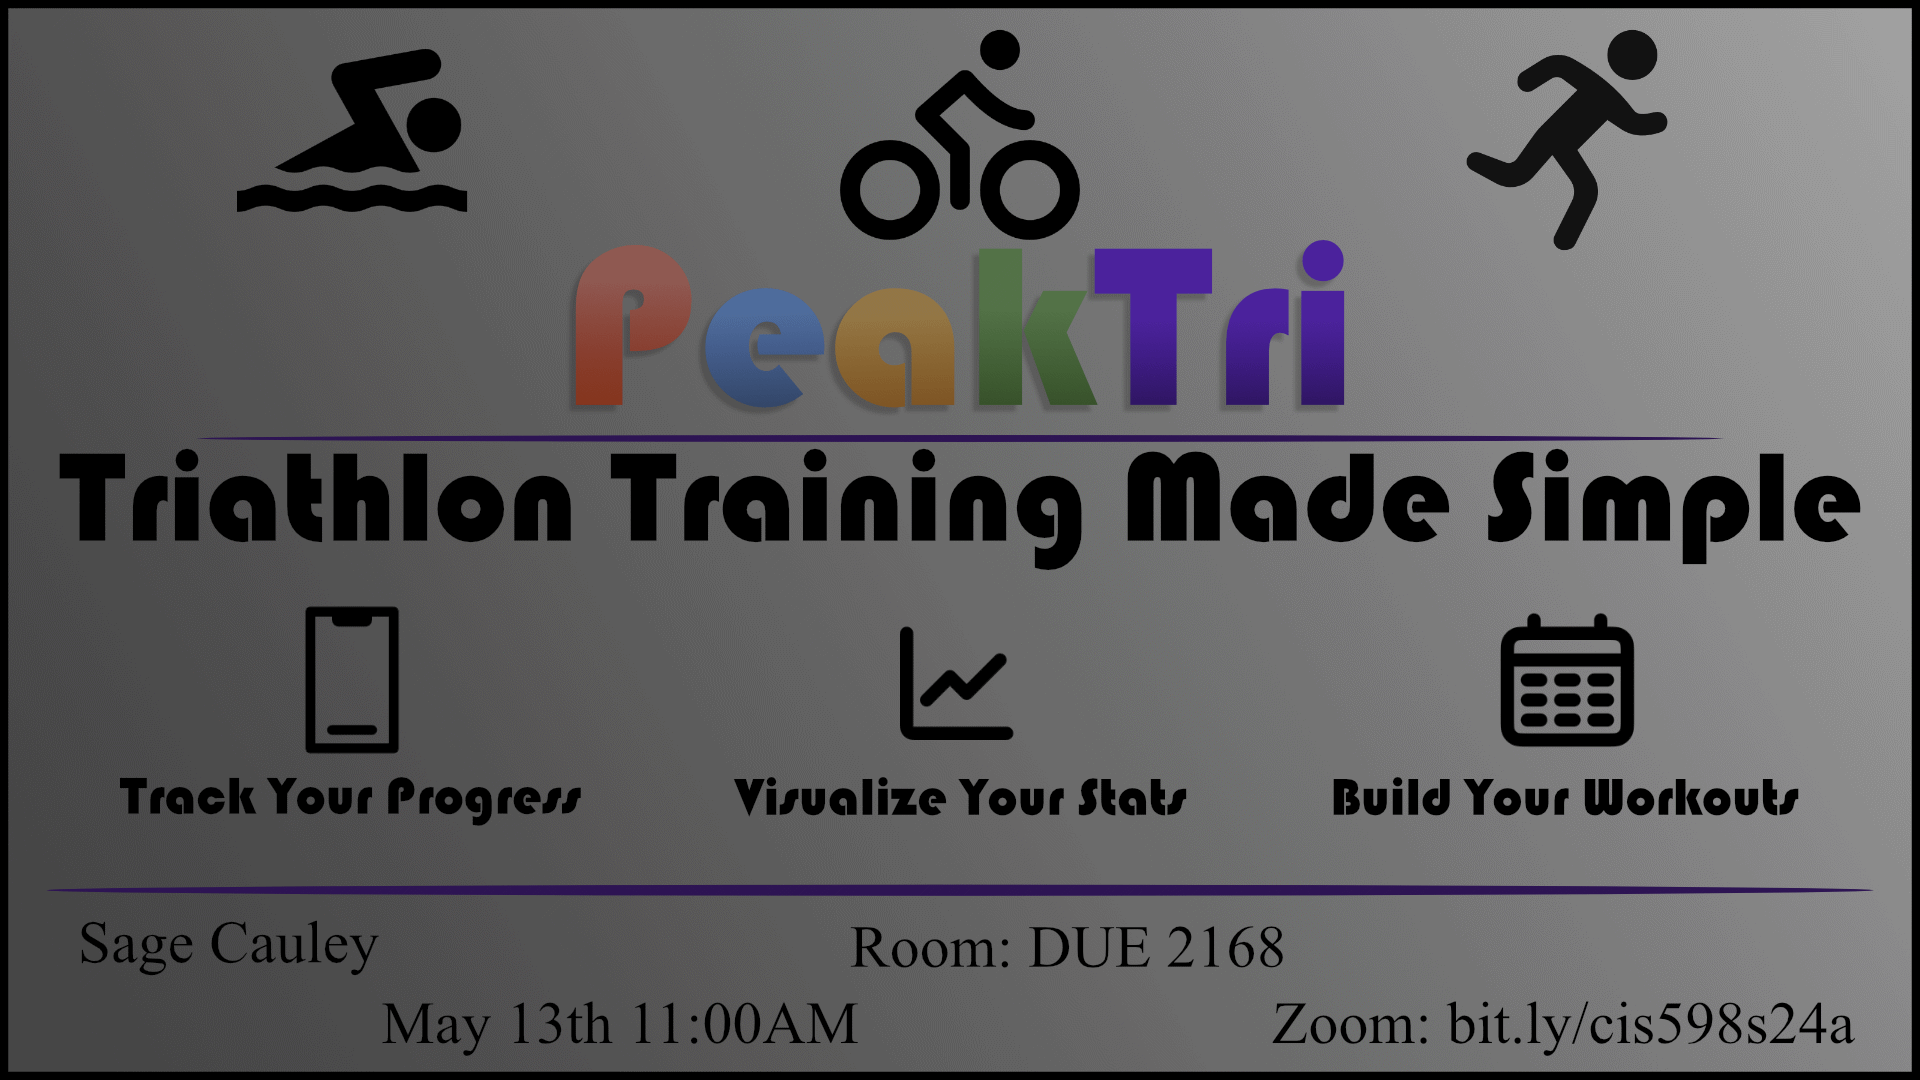 PeakTri
Triathlon Training Made Simple
Track Your Progress
Visualize Your Stats
Build Your Workouts
Sage Cauley
Room: DUE 2168
May 13th 11:00AM
Zoom: bit.ly/cis598s24a